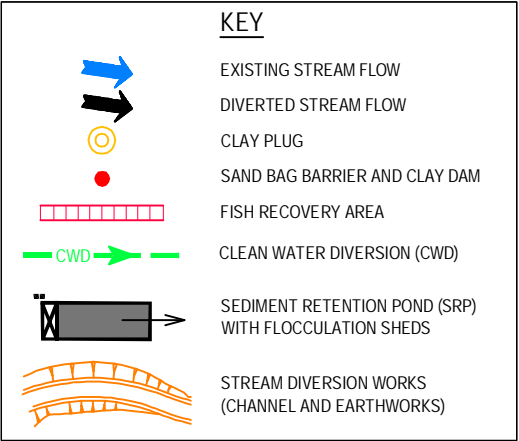 KEY
EXISTING STREAM FLOW
DIVERTED STREAM FLOW
CLAY PLUG
SAND BAG BARRIER AND CLAY DAM
FISH RECOVERY AREA
CWD
CLEAN WATER DIVERSION (CWD)
SEDIMENT RETENTION POND (SRP)
WITH FLOCCULATION SHEDS
STREAM DIVERSION WORKS
(CHANNEL AND EARTHWORKS)